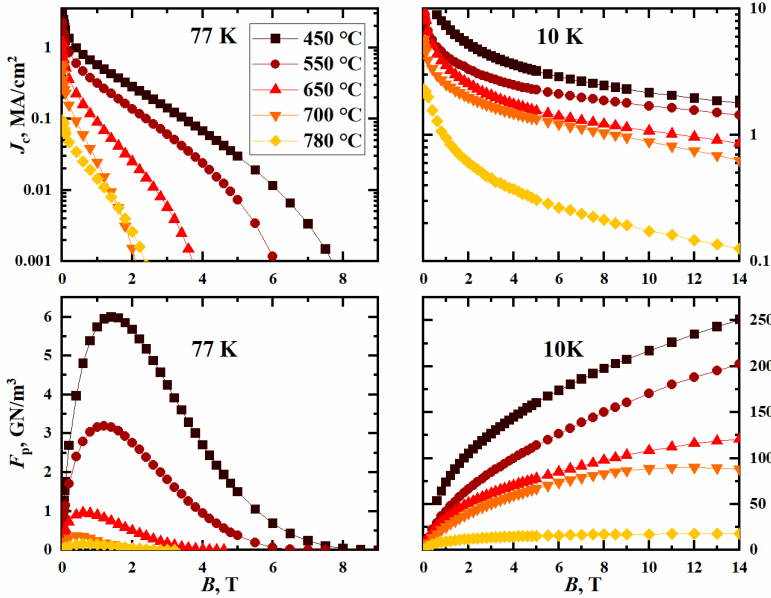 77 K
450 °C
550 °C
650 °C
700 °C
780 °C
Jc, MA/cm²
1
0.1
0.01
0.001
0 2 4 6 8
10 K
10
1
0.1
0 2 4 6 8 10 12 14
77 K
Fp, GN/m³
6
5
4
3
2
1
0
0 2 4 6 8
B, T
10K
250
200
150
100
50
0
0 2 4 6 8 10 12 14
B, T